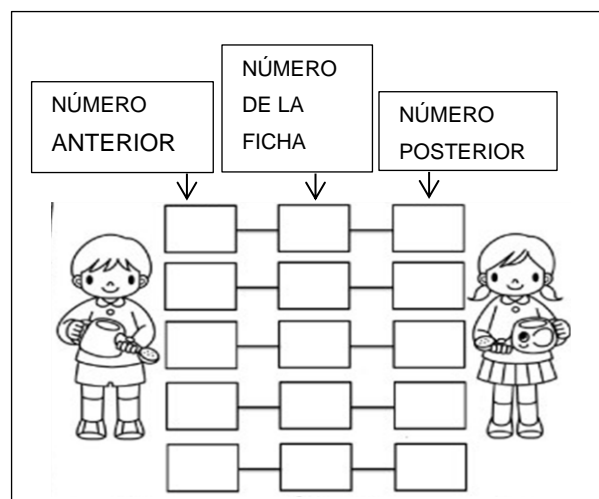 NÚMERO
ANTERIOR
NÚMERO
DE LA
FICHA
NÚMERO
POSTERIOR